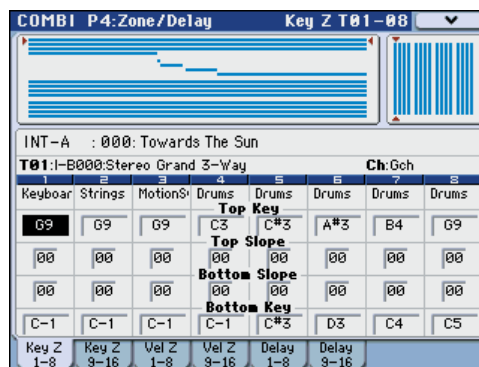 COMBI P4:Zone/Delay Key Z T01-08
INT-A :000: Towards The Sun
T01:I-B000:Stereo Grand 3-Way Ch:Gch
1 2 3 4 5 6 7 8
Keyboar Strings MotionS Drums Drums Drums Drums Drums
Top Key
G9 G9 G9 C3 C#3 A#3 B4 G9
Top Slope
00 00 00 00 00 00 00 00
Bottom Slope
00 00 00 00 00 00 00 00
Bottom Key
C-1 C-1 C-1 C-1 C#3 D3 C4 C5
Key Z Key Z Vel Z Vel Z Delay Delay
1-8 9-16 1-8 9-16 1-8 9-16